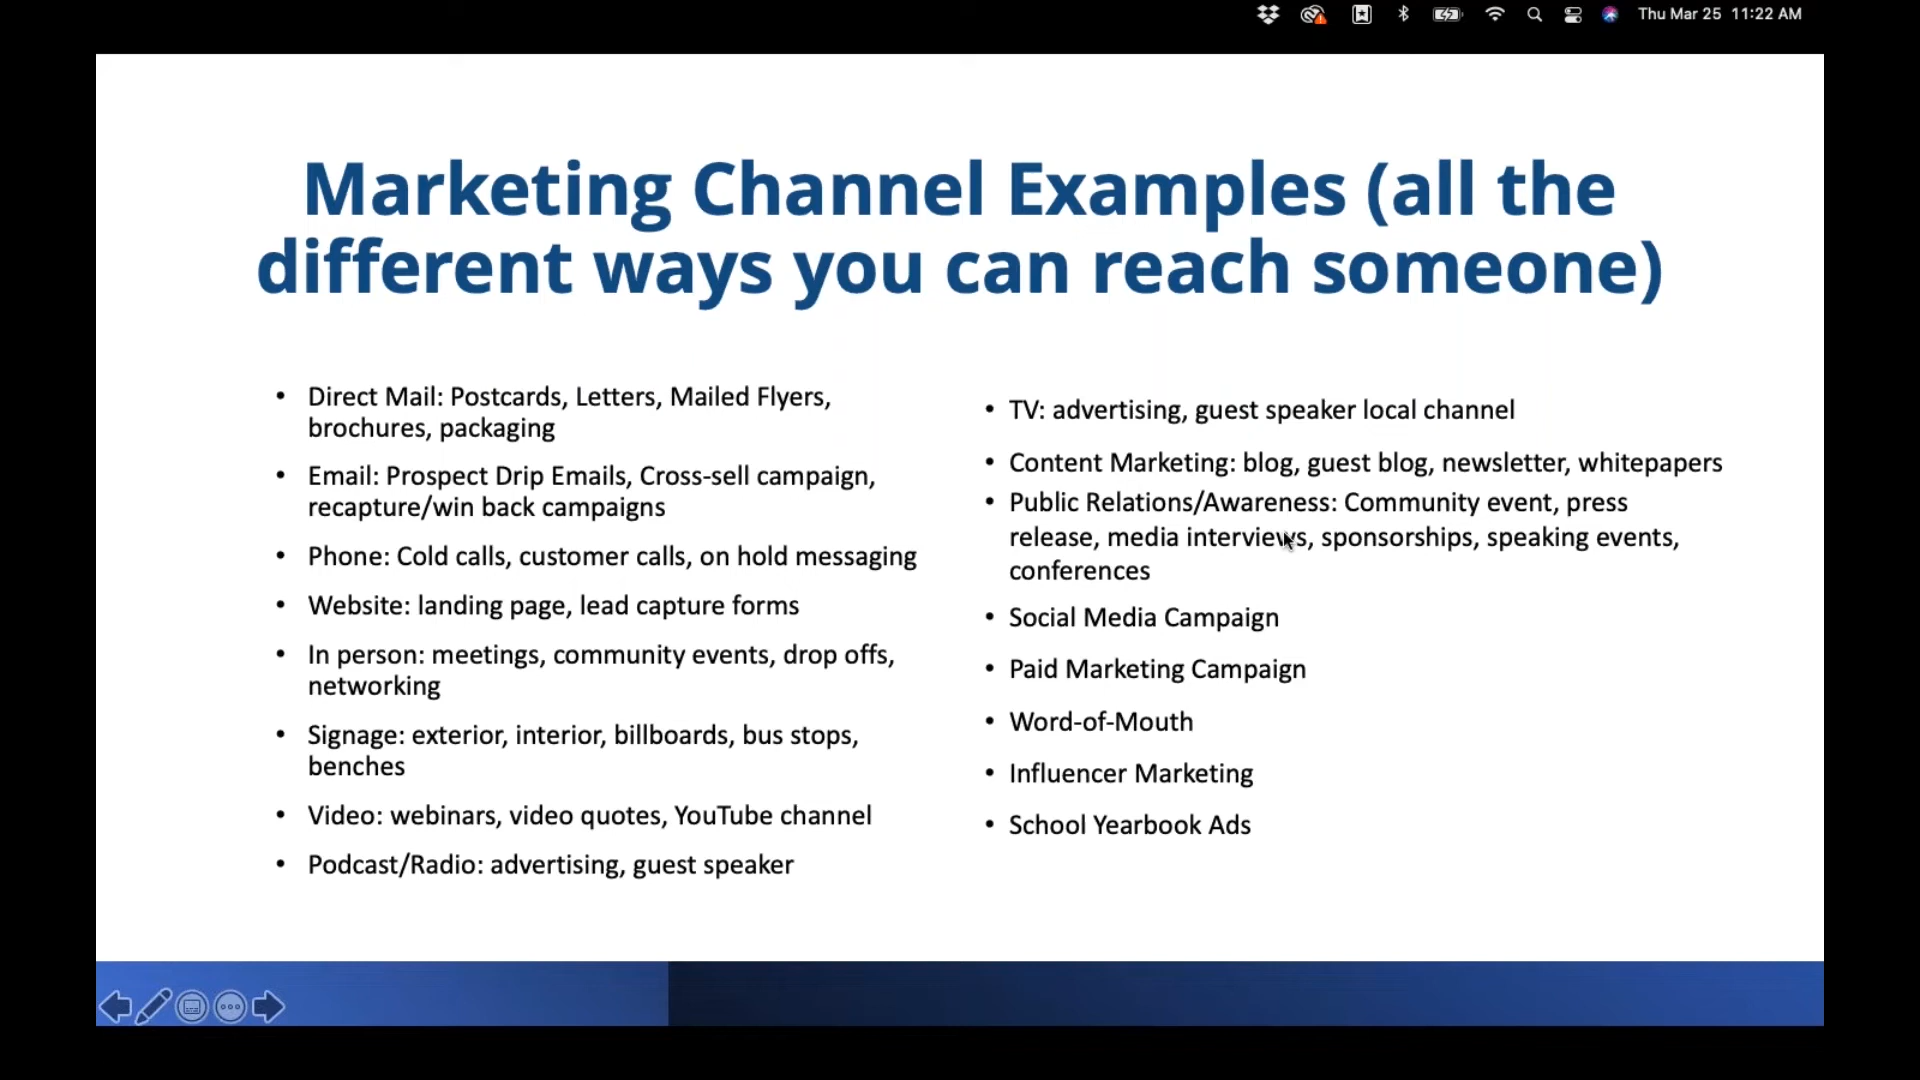 Thu Mar 25 11:22 AM
Marketing Channel Examples (all the
different ways you can reach someone)
• Direct Mail: Postcards, Letters, Mailed Flyers,
brochures, packaging
• Email: Prospect Drip Emails, Cross-sell campaign,
recapture/win back campaigns
• Phone: Cold calls, customer calls, on hold messaging
• Website: landing page, lead capture forms
• In person: meetings, community events, drop offs,
networking
• Signage: exterior, interior, billboards, bus stops,
benches
• Video: webinars, video quotes, YouTube channel
• Podcast/Radio: advertising, guest speaker
• TV: advertising, guest speaker local channel
• Content Marketing: blog, guest blog, newsletter, whitepapers
• Public Relations/Awareness: Community event, press
release, media interviews, sponsorships, speaking events,
conferences
• Social Media Campaign
• Paid Marketing Campaign
• Word-of-Mouth
• Influencer Marketing
• School Yearbook Ads